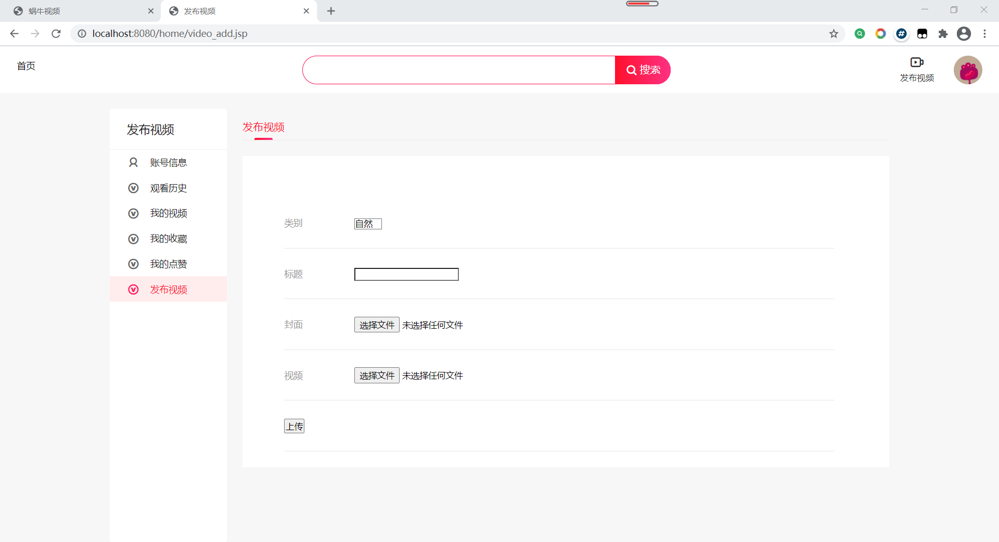 蜗牛视频
发布视频
localhost:8080/home/video_add.jsp
首页
搜索
发布视频
发布视频
账号信息
观看历史
我的视频
我的收藏
我的点赞
发布视频
发布视频
类别 自然
标题
封面 选择文件 未选择任何文件
视频 选择文件 未选择任何文件
上传